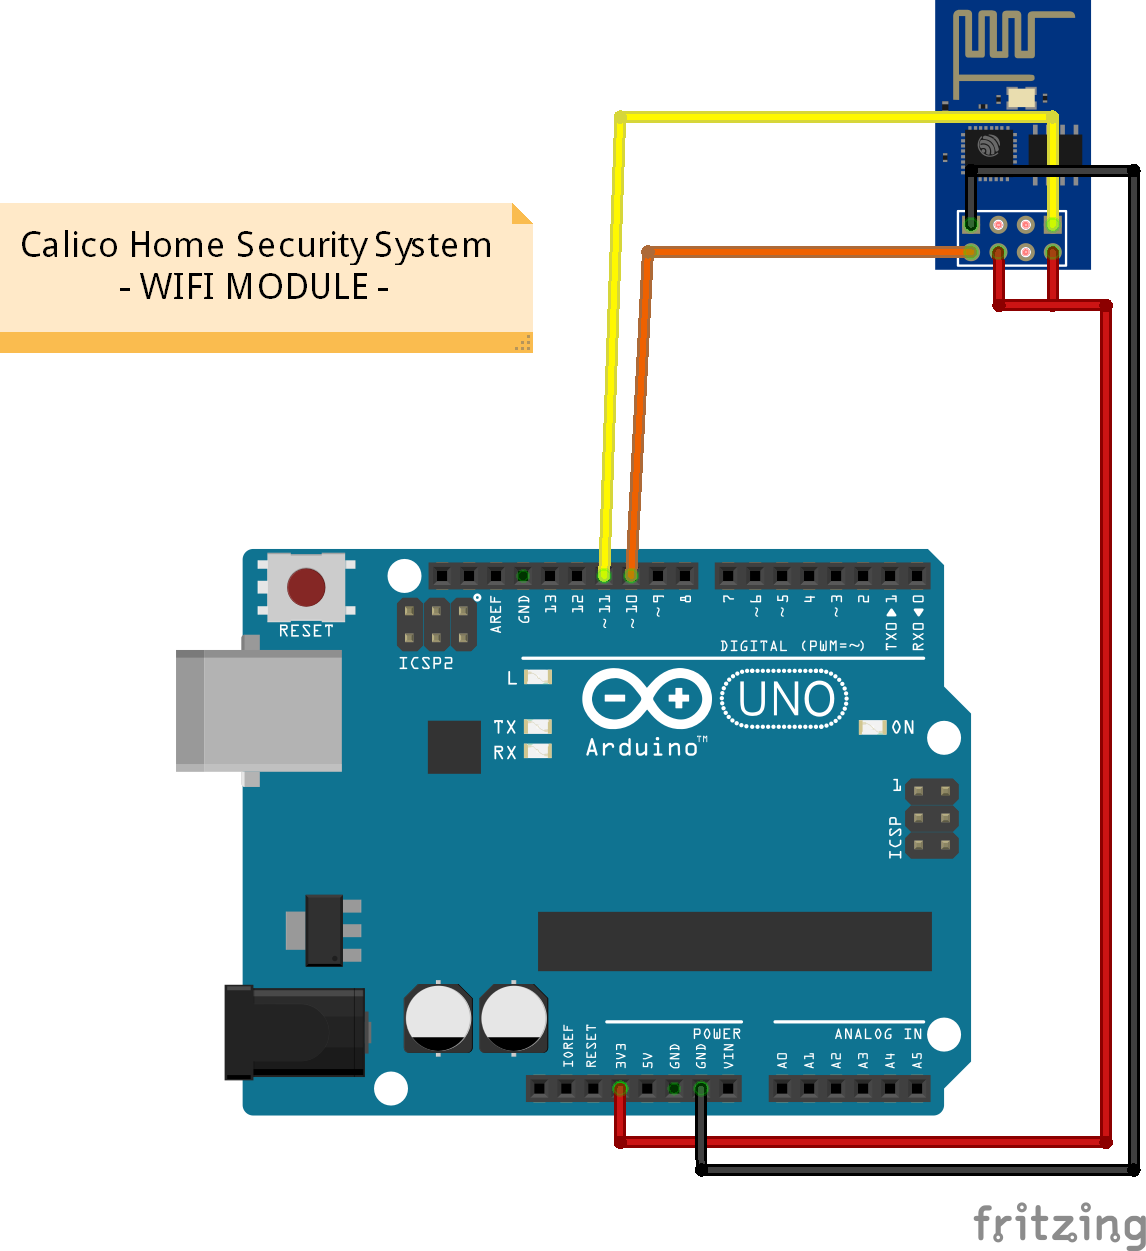 Calico Home Security System
- WIFI MODULE -
RESET
ICSP2
AREF
GND
13
12
~11
~10
~9
8
7
~6
~5
4
~3
2
TX0▶1
RX0◀0
DIGITAL (PWM=~)
L
TX
RX
UNO
Arduino™
ON
1
ICSP
POWER
ANALOG IN
IOREF
RESET
3V3
5V
GND
GND
VIN
A0
A1
A2
A3
A4
A5
fritzing